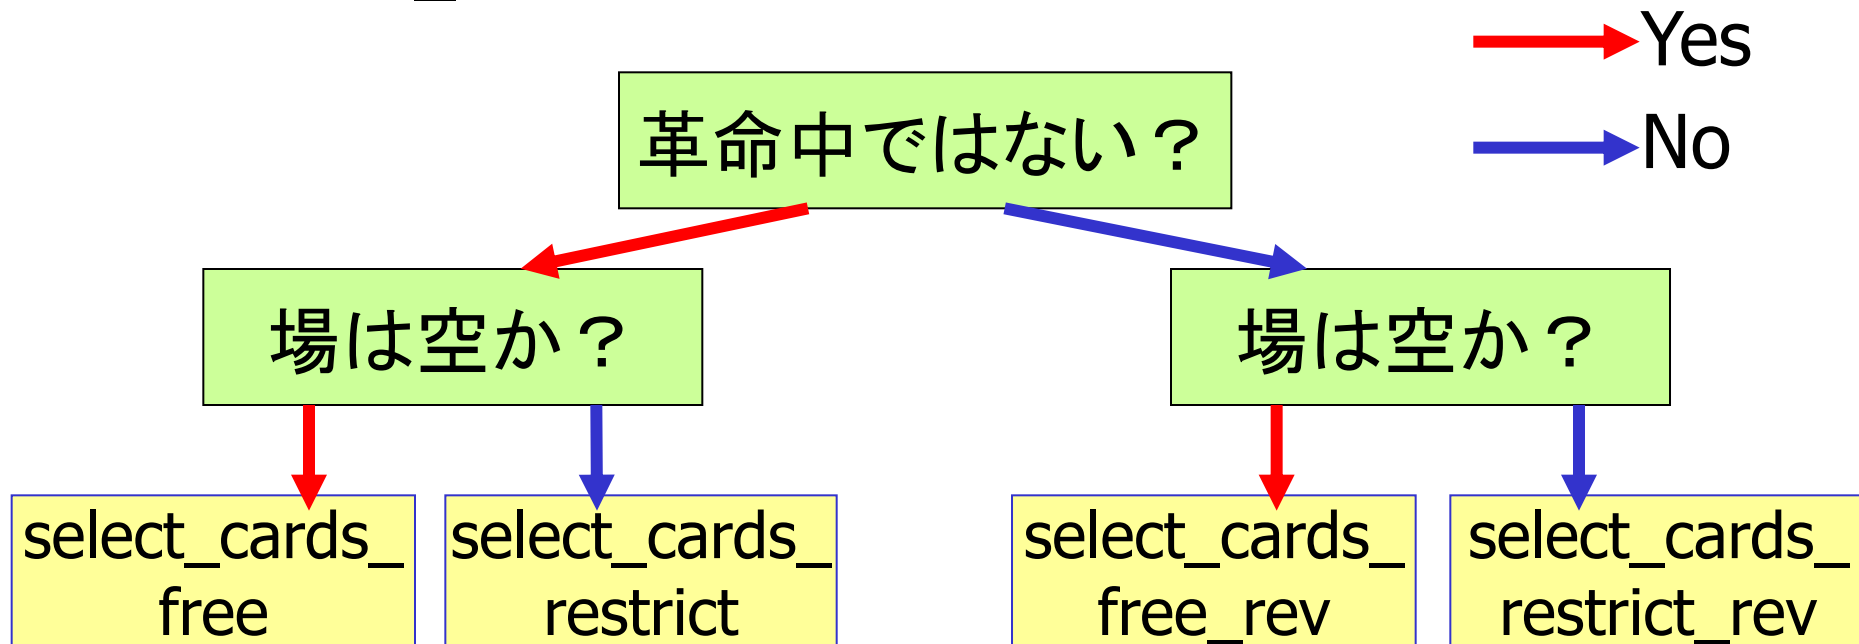 Yes
No
革命中ではない？
場は空か？
場は空か？
select_cards_
free
select_cards_
restrict
select_cards_
free_rev
select_cards_
restrict_rev